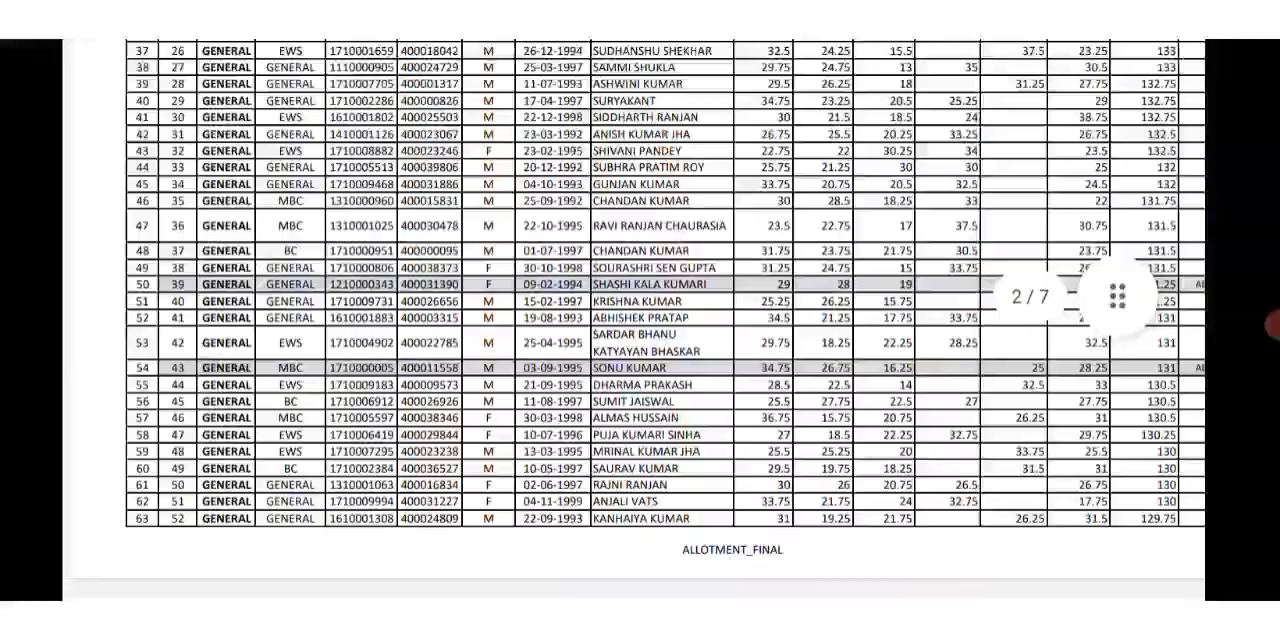 37 26 GENERAL EWS 1710001659 400018042 M 26-12-1994 SUDHANSHU SHEKHAR 32.5 24.25 15.5 37.5 23.25 133
38 27 GENERAL GENERAL 1110000905 400024729 M 25-03-1997 SAMMI SHUKLA 29.75 24.75 13 35 30.5 133
39 28 GENERAL GENERAL 1710007705 400001317 M 11-07-1993 ASHWINI KUMAR 29.5 26.25 18 31.25 27.75 132.75
40 29 GENERAL GENERAL 1710002286 400000826 M 17-04-1997 SURYAKANT 34.75 23.25 20.5 25.25 29 132.75
41 30 GENERAL EWS 1610001802 400025503 M 22-12-1998 SIDDHARTH RANJAN 30 21.5 18.5 24 38.75 132.75
42 31 GENERAL GENERAL 1410001126 400023067 M 23-03-1992 ANISH KUMAR JHA 26.75 25.5 20.25 33.25 26.75 132.5
43 32 GENERAL EWS 1710008882 400023246 F 23-02-1995 SHIVANI PANDEY 22.75 22 30.25 34 23.5 132.5
44 33 GENERAL GENERAL 1710005513 400039806 M 20-12-1992 SUBHRA PRATIM ROY 25.75 21.25 30 30 25 132
45 34 GENERAL GENERAL 1710009468 400031886 M 04-10-1993 GUNJAN KUMAR 33.75 20.75 20.5 32.5 24.5 132
46 35 GENERAL MBC 1310000960 400015831 M 25-09-1992 CHANDAN KUMAR 30 28.5 18.25 33 22 131.75
47 36 GENERAL MBC 1310001025 400030478 M 22-10-1995 RAVI RANJAN CHAURASIA 23.5 22.75 17 37.5 30.75 131.5
48 37 GENERAL BC 1710000951 400000095 M 01-07-1997 CHANDAN KUMAR 31.75 23.75 21.75 30.5 23.75 131.5
49 38 GENERAL GENERAL 1710000806 400038373 F 30-10-1998 SOURASHRI SEN GUPTA 31.25 24.75 15 33.75 131.5
50 39 GENERAL GENERAL 1210000343 400031390 F 09-02-1994 SHASHI KALA KUMARI 29 28 19
2 / 7
51 40 GENERAL GENERAL 1710009731 400026656 M 15-02-1997 KRISHNA KUMAR 25.25 26.25 15.75
52 41 GENERAL GENERAL 1610001883 400003315 M 19-08-1993 ABHISHEK PRATAP 34.5 21.25 17.75 33.75 131
53 42 GENERAL EWS 1710004902 400022785 M 25-04-1995 SARDAR BHANU KATYAYAN BHASKAR 29.75 18.25 22.25 28.25 32.5 131
54 43 GENERAL MBC 1710000005 400011558 M 03-09-1995 SONU KUMAR 34.75 26.75 16.25 25 28.25 131
55 44 GENERAL EWS 1710009183 400009573 M 21-09-1995 DHARMA PRAKASH 28.5 22.5 14 32.5 33 130.5
56 45 GENERAL BC 1710006912 400026926 M 11-08-1997 SUMIT JAISWAL 25.5 27.75 22.5 27 27.75 130.5
57 46 GENERAL MBC 1710005597 400038346 F 30-03-1998 ALMAS HUSSAIN 36.75 15.75 20.75 26.25 31 130.5
58 47 GENERAL EWS 1710006419 400029844 F 10-07-1996 PUJA KUMARI SINHA 27 18.5 22.25 32.75 29.75 130.25
59 48 GENERAL EWS 1710007295 400023238 M 13-03-1995 MRINAL KUMAR JHA 25.5 25.25 20 33.75 25.5 130
60 49 GENERAL BC 1710002384 400036527 M 10-05-1997 SAURAV KUMAR 29.5 19.75 18.25 31.5 31 130
61 50 GENERAL GENERAL 1310001063 400016834 F 02-06-1997 RAJNI RANJAN 30 26 20.75 26.5 26.75 130
62 51 GENERAL GENERAL 1710009994 400031227 F 04-11-1999 ANJALI VATS 33.75 21.75 24 32.75 17.75 130
63 52 GENERAL GENERAL 1610001308 400024809 M 22-09-1993 KANHAIYA KUMAR 31 19.25 21.75 26.25 31.5 129.75
ALLOTMENT_FINAL